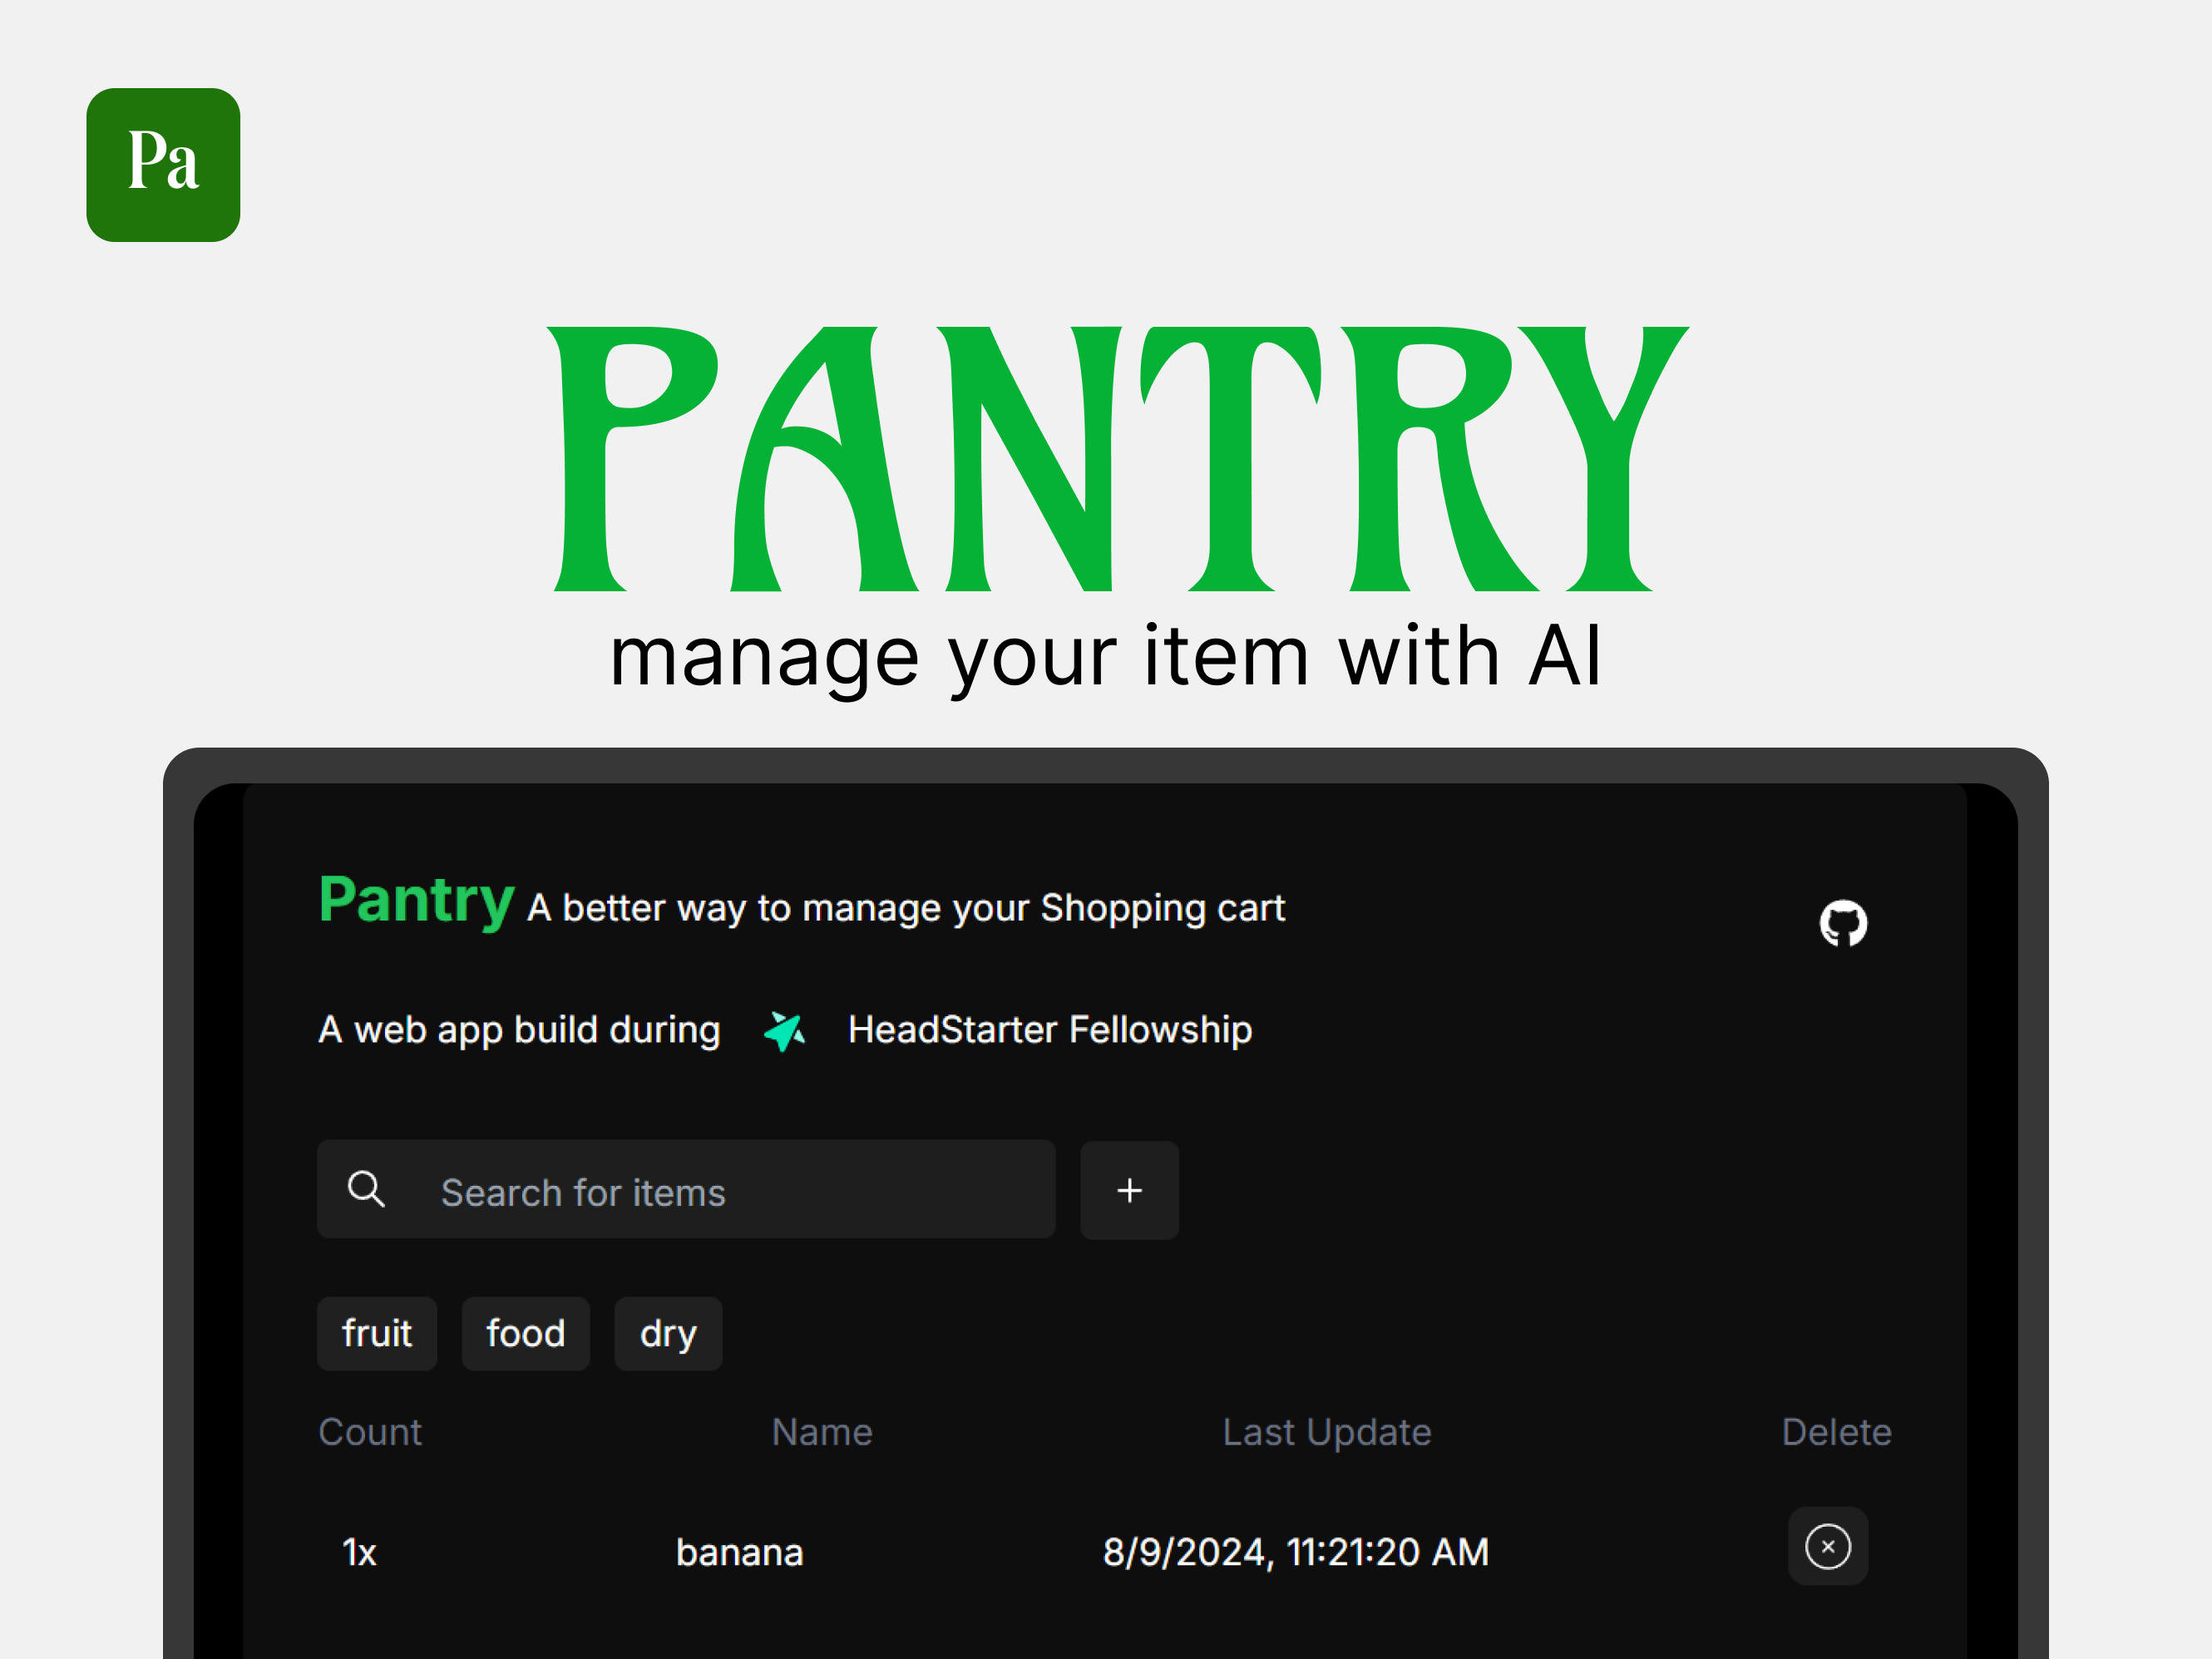 Pa
PANTRY
manage your item with AI
Pantry A better way to manage your Shopping cart
A web app build during HeadStarter Fellowship
Search for items +
fruit food dry
Count Name Last Update Delete
1x banana 8/9/2024, 11:21:20 AM